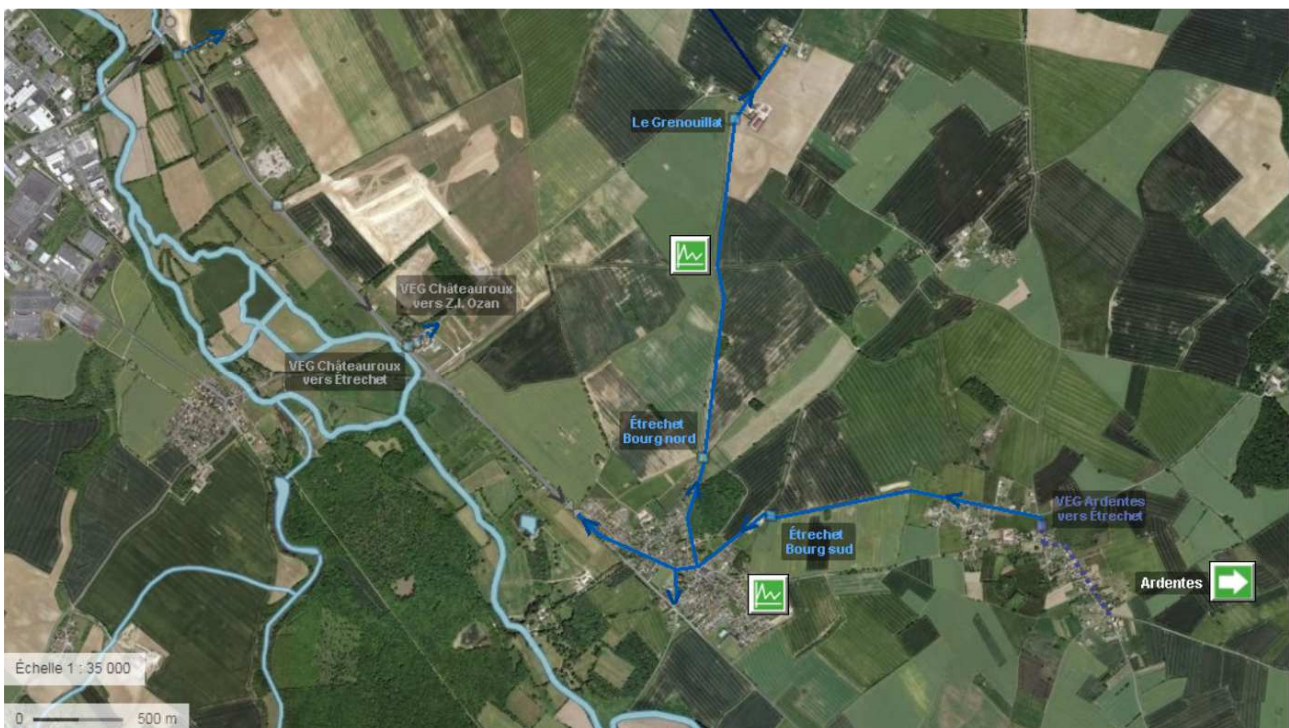 Le Grenouillat
VEG Châteauroux
vers Z.I. Ozan
VEG Châteauroux
vers Étrechet
Étrechet
Bourg nord
VEG Ardentes
vers Étrechet
Étrechet
Bourg sud
Ardentes
Échelle 1 : 35 000
0 500 m